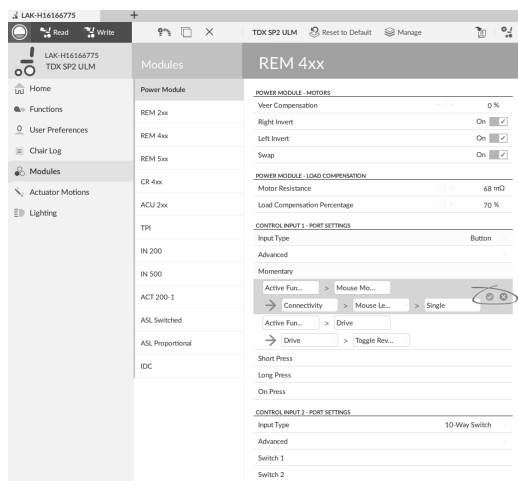 LAK-H16166775
Read
Write
TDX SP2 ULM
Reset to Default
Manage
LAK-H16166775
TDX SP2 ULM
Modules
REM 4xx
Home
Functions
User Preferences
Chair Log
Modules
Actuator Motions
Lighting
Power Module
REM 2xx
REM 4xx
REM 5xx
CR 4xx
ACU 2xx
TPI
IN 200
IN 500
ACT 200-1
ASL Switched
ASL Proportional
IDC
POWER MODULE - MOTORS
Veer Compensation 0 %
Right Invert On
Left Invert On
Swap On
POWER MODULE - LOAD COMPENSATION
Motor Resistance 68 mΩ
Load Compensation Percentage 70 %
CONTROL INPUT 1 - PORT SETTINGS
Input Type Button
Advanced
Momentary
Active Fun... > Mouse Mo...
Connectivity > Mouse Le... > Single
Active Fun... > Drive
Drive > Toggle Rev...
Short Press
Long Press
On Press
CONTROL INPUT 2 - PORT SETTINGS
Input Type 10-Way Switch
Advanced
Switch 1
Switch 2